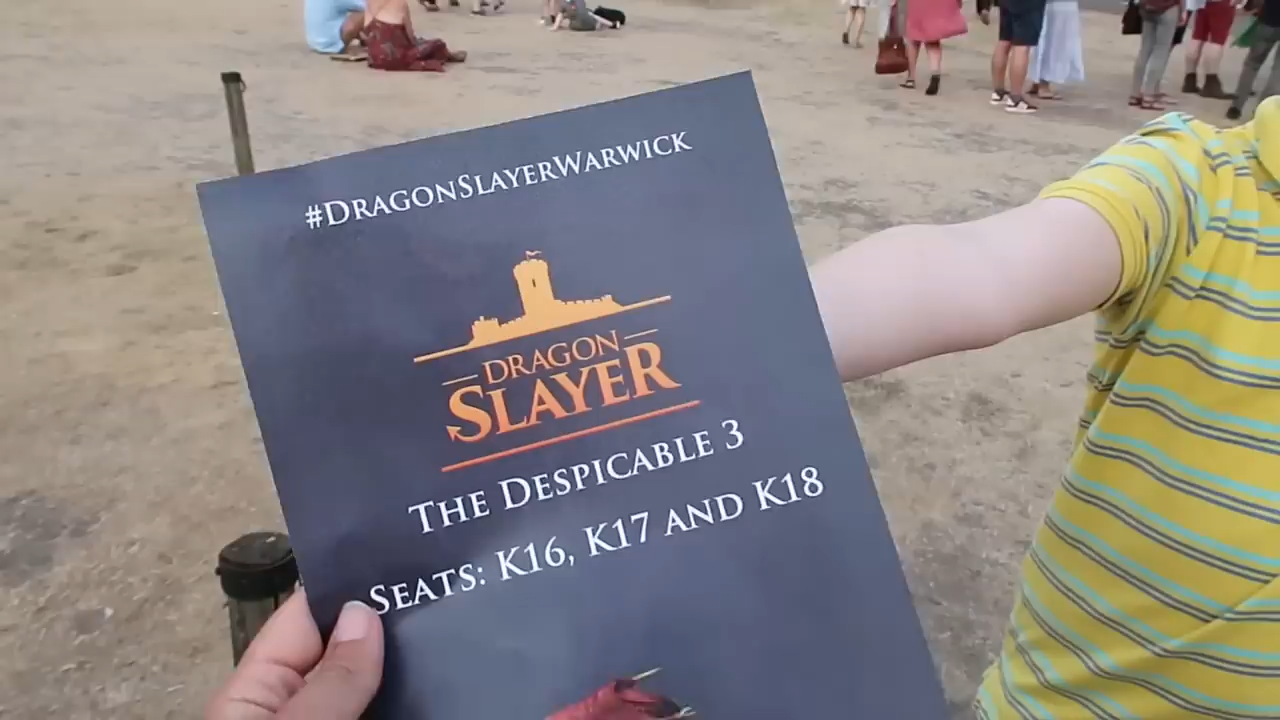 #DragonSlayerWarwick
DRAGON
SLAYER
THE DESPICABLE 3
SEATS: K16, K17 AND K18